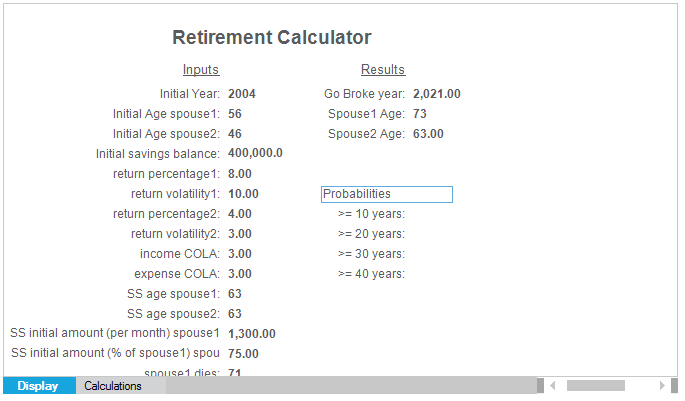 Retirement Calculator
Inputs Results
Initial Year: 2004 Go Broke year: 2,021.00
Initial Age spouse1: 56 Spouse1 Age: 73
Initial Age spouse2: 46 Spouse2 Age: 63.00
Initial savings balance: 400,000.0
return percentage1: 8.00
return volatility1: 10.00 Probabilities
return percentage2: 4.00 >= 10 years:
return volatility2: 3.00 >= 20 years:
income COLA: 3.00 >= 30 years:
expense COLA: 3.00 >= 40 years:
SS age spouse1: 63
SS age spouse2: 63
SS initial amount (per month) spouse1 1,300.00
SS initial amount (% of spouse1) spou 75.00
spouse1 dies: 71
Display Calculations